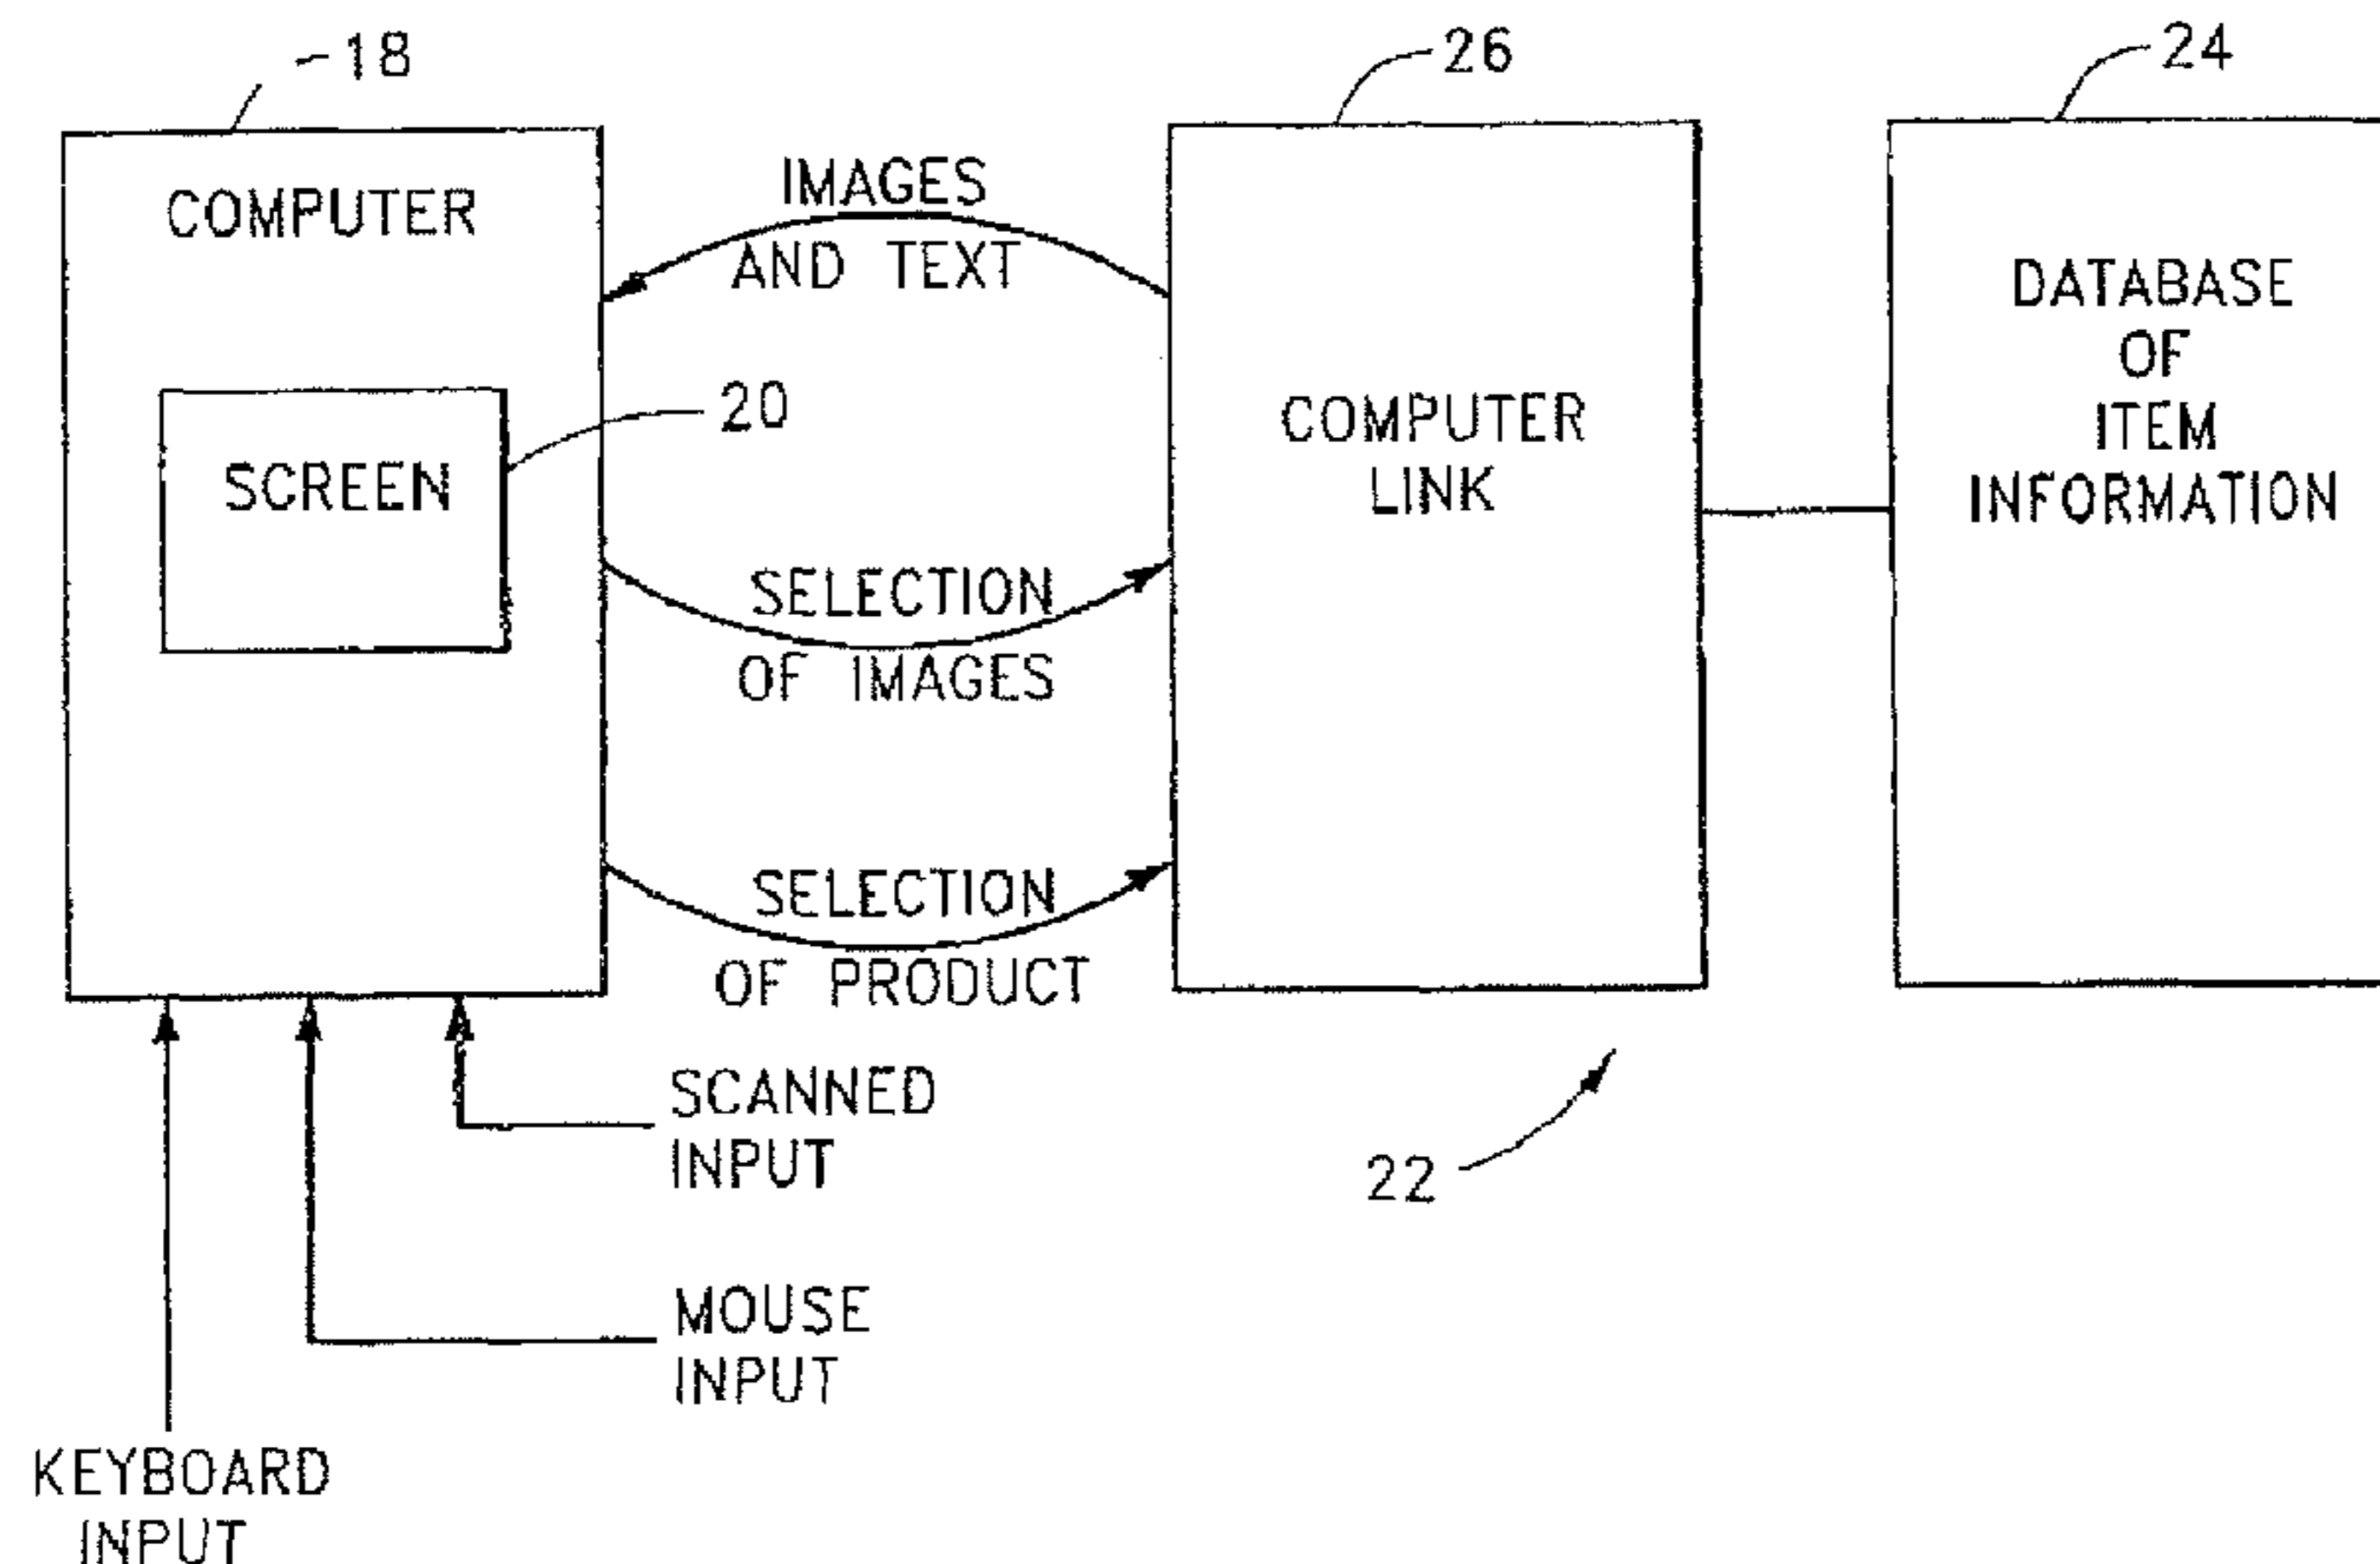 18
26
24
COMPUTER
IMAGES
AND TEXT
DATABASE
OF
ITEM
INFORMATION
20
SCREEN
COMPUTER
LINK
SELECTION
OF IMAGES
SELECTION
OF PRODUCT
SCANNED
INPUT
22
MOUSE
INPUT
KEYBOARD
INPUT